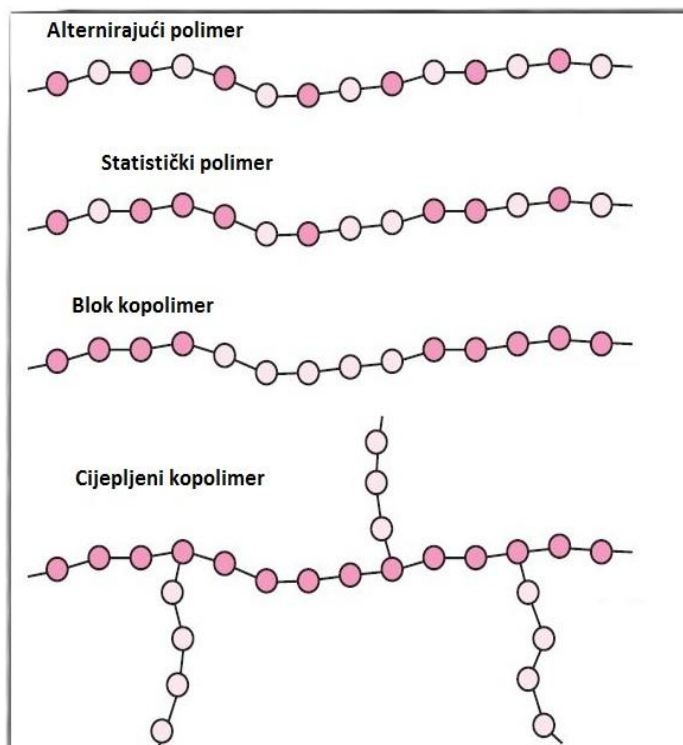 Alternirajući polimer
Statistički polimer
Blok kopolimer
Cijepljeni kopolimer